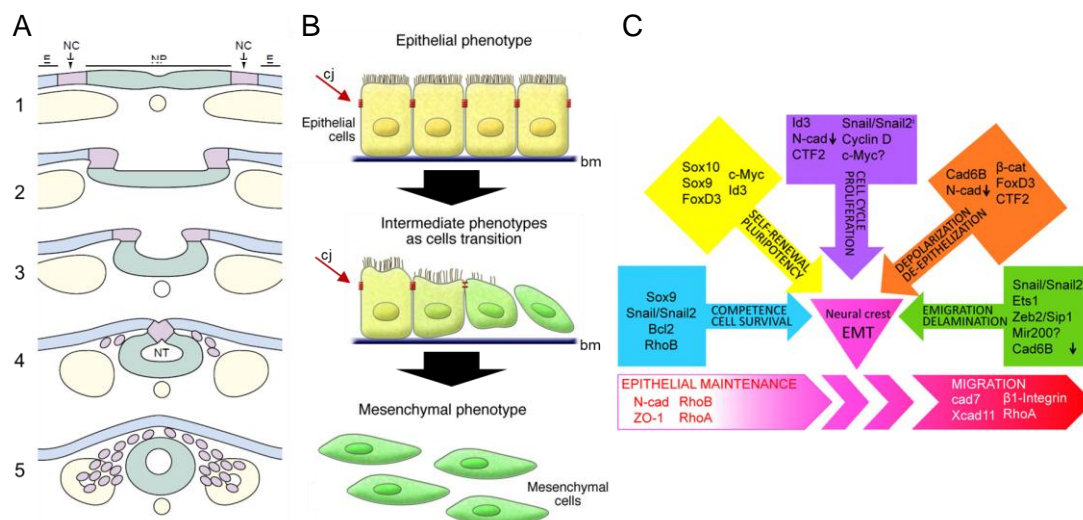 A
NC
NC
E
NP
E
1
2
3
4
NT
5
B
Epithelial phenotype
cj
Epithelial
cells
bm
Intermediate phenotypes
as cells transition
cj
bm
Mesenchymal phenotype
Mesenchymal
cells
C
Sox10
Sox9
FoxD3
c-Myc
Id3
SELF-RENEWAL
PLURIPOTENCY
Id3
N-cad↓
CTF2
Snail/Snail2
Cyclin D
c-Myc?
CELL CYCLE
PROLIFERATION
Cad6B
N-cad↓
β-cat
FoxD3
CTF2
DEPOLARIZATION
DE-EPITHELIZATION
Sox9
Snail/Snail2
Bcl2
RhoB
COMPETENCE
CELL SURVIVAL
Neural crest
EMT
EMIGRATION
DELAMINATION
Snail/Snail2
Ets1
Zeb2/Sip1
Mir200?
Cad6B ↓
EPITHELIAL MAINTENANCE
N-cad RhoB
ZO-1 RhoA
MIGRATION
cad7 β1-Integrin
Xcad11 RhoA